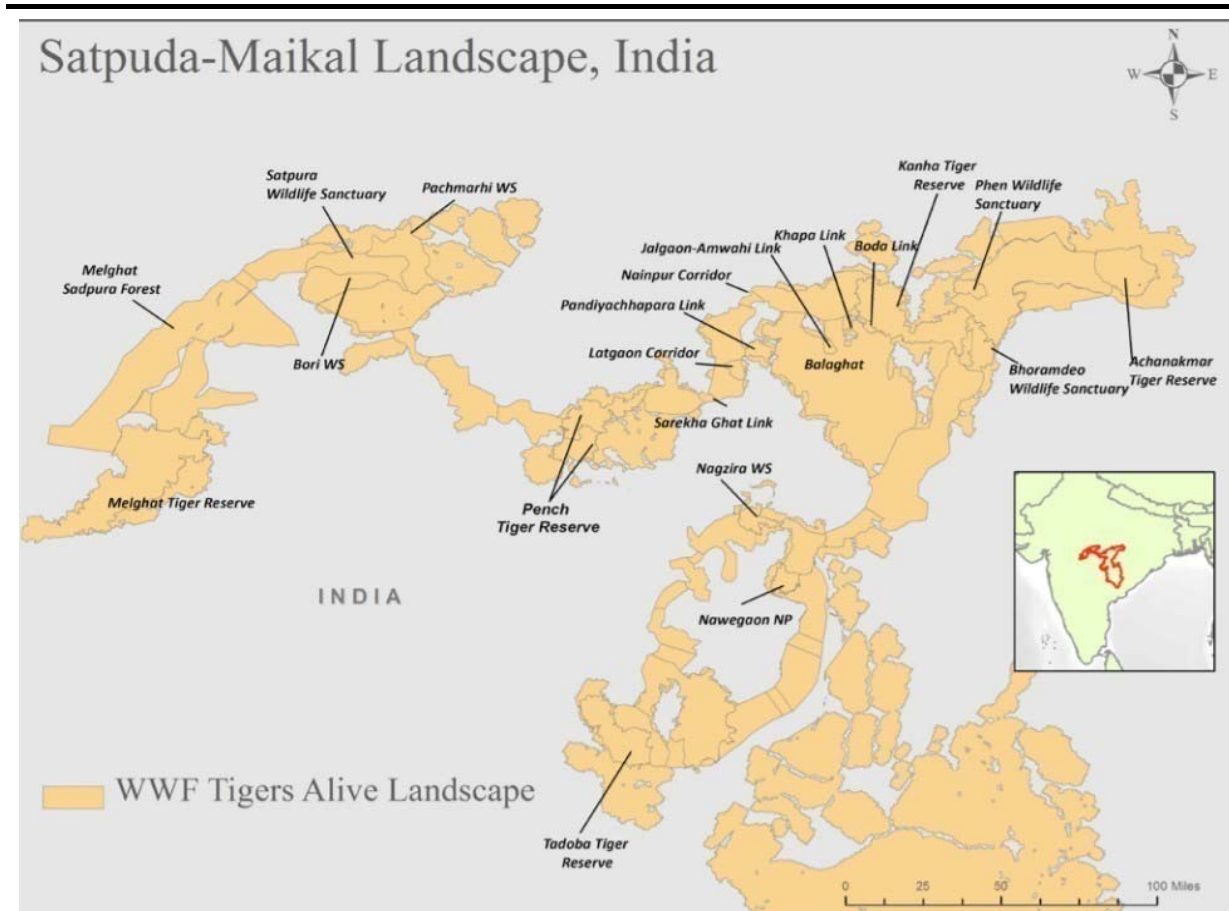 Satpuda-Maikal Landscape, India
N
W
E
S
Kanha Tiger
Reserve
Phen Wildlife
Sanctuary
Satpura
Wildlife Sanctuary
Pachmarhi WS
Khapa Link
Boda Link
Jalgaon-Amwahi Link
Nainpur Corridor
Melghat
Sadpura Forest
Pandiyachhapara Link
Latgaon Corridor
Bori WS
Balaghat
Bhoramdeo
Wildlife Sanctuary
Achanakmar
Tiger Reserve
Sarekha Ghat Link
Nagzira WS
Melghat Tiger Reserve
Pench
Tiger Reserve
INDIA
Nawegaon NP
WWF Tigers Alive Landscape
Tadoba Tiger
Reserve
0 25 50 100 Miles